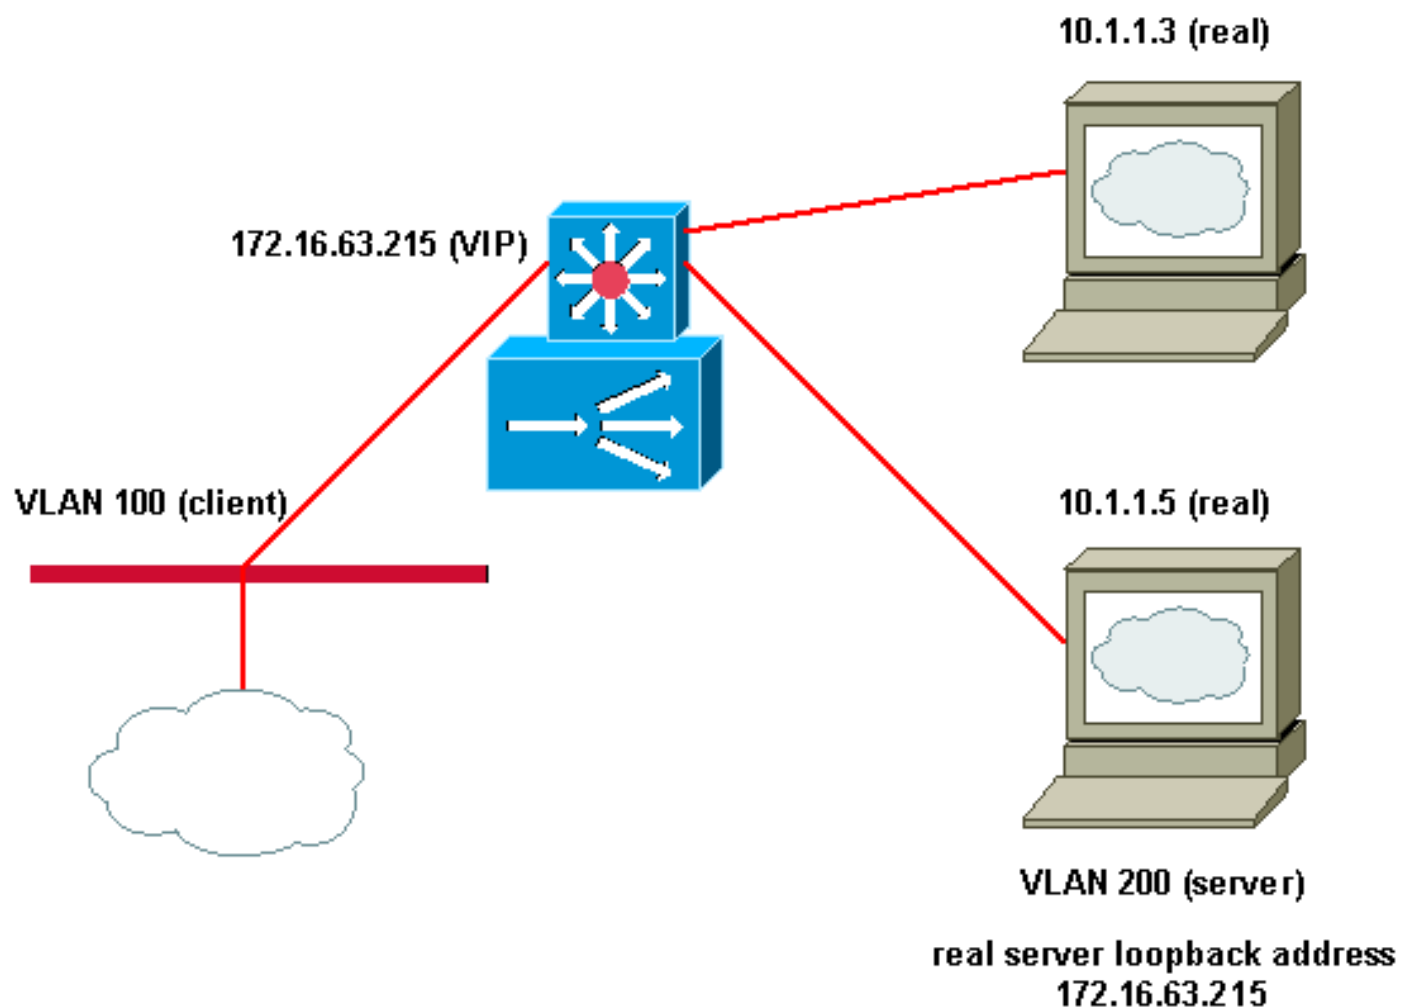 10.1.1.3 (real)
172.16.63.215 (VIP)
VLAN 100 (client)
10.1.1.5 (real)
VLAN 200 (server)
real server loopback address
172.16.63.215